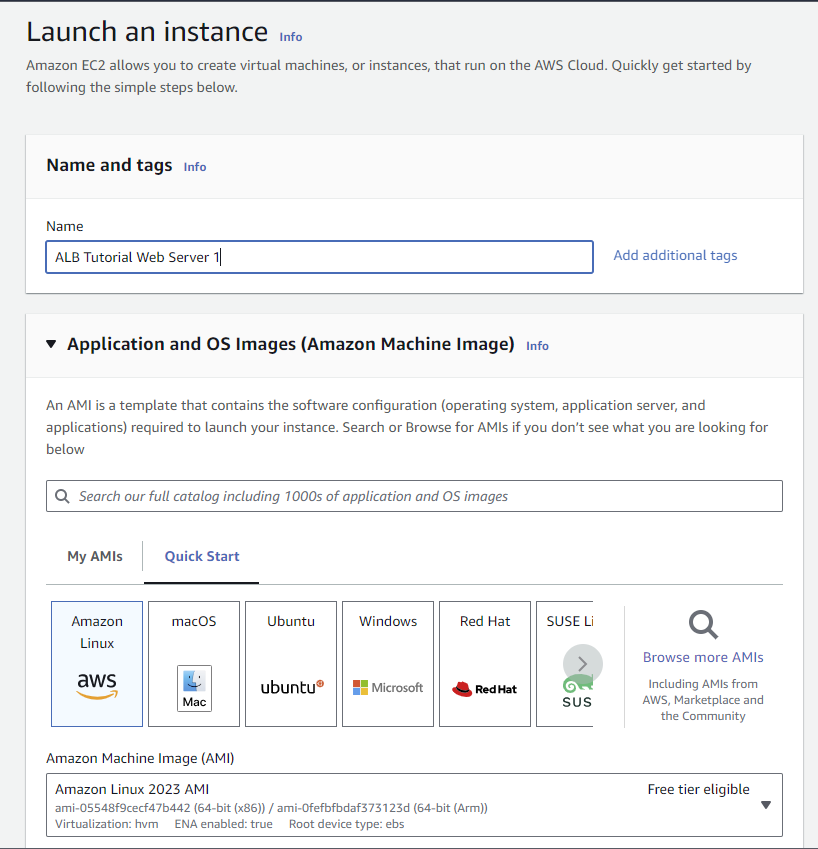 Launch an instance Info
Amazon EC2 allows you to create virtual machines, or instances, that run on the AWS Cloud. Quickly get started by
following the simple steps below.
Name and tags Info
Name
ALB Tutorial Web Server 1
Add additional tags
Application and OS Images (Amazon Machine Image) Info
An AMI is a template that contains the software configuration (operating system, application server, and
applications) required to launch your instance. Search or Browse for AMIs if you don’t see what you are looking for
below
Search our full catalog including 1000s of application and OS images
My AMIs
Quick Start
Amazon
Linux
aws
macOS
Mac
Ubuntu
ubuntu
Windows
Microsoft
Red Hat
Red Hat
SUSE Li
SUS
Browse more AMIs
Including AMIs from
AWS, Marketplace and
the Community
Amazon Machine Image (AMI)
Amazon Linux 2023 AMI
Free tier eligible
ami-05548f9cecf47b442 (64-bit (x86)) / ami-0fefbfbdaf373123d (64-bit (Arm))
Virtualization: hvm ENA enabled: true Root device type: ebs